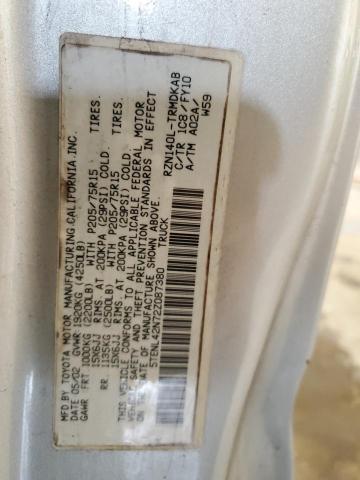 MFD BY TOYOTA MOTOR MANUFACTURING CALIFORNIA.INC.
DATE 05/02 GVWR 1920KG (4250LB)
GAWR FRT 1000KG (2200LB) WITH P205/75R15 TIRES.
15X6JJ RIMS. AT 200KPA (29PSI) COLD.
RR 1135KG (2500LB) WITH P205/75R15 TIRES.
15X6JJ RIMS. AT 200KPA (29PSI) COLD.
THIS VEHICLE CONFORMS TO ALL APPLICABLE FEDERAL MOTOR
VEHICLE SAFETY AND THEFT PREVENTION STANDARDS IN EFFECT
ON THE DATE OF MANUFACTURE SHOWN ABOVE.
5TENL42N72Z087380 TRUCK
RZN140L-TRMDKAB
C/TR 1C8/FY10
A/TM A02A/
W59